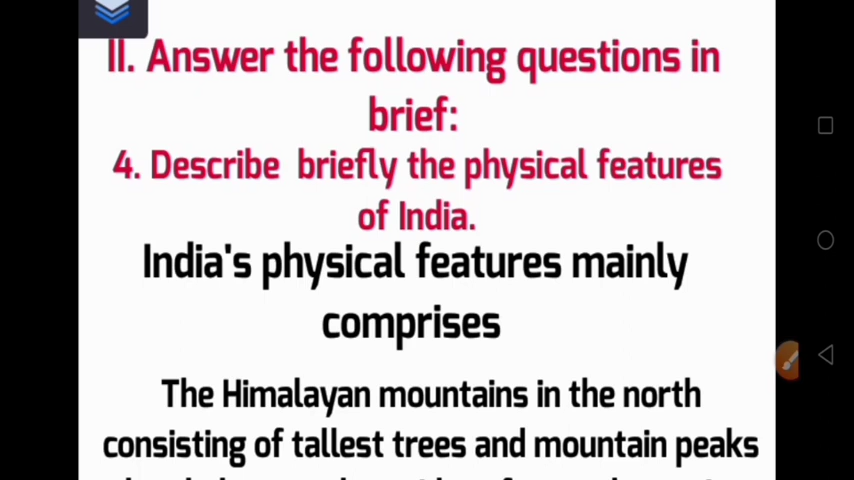 II. Answer the following questions in
brief:
4. Describe briefly the physical features
of India.
India's physical features mainly
comprises
The Himalayan mountains in the north
consisting of tallest trees and mountain peaks